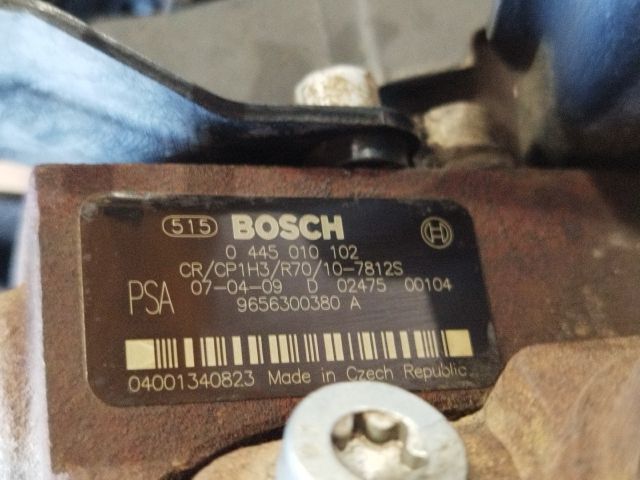 515 BOSCH
0 445 010 102
CR/CP1H3/R70/10-7812S
PSA 07-04-09 D 02475 00104
9656300380 A
04001340823 Made in Czech Republic